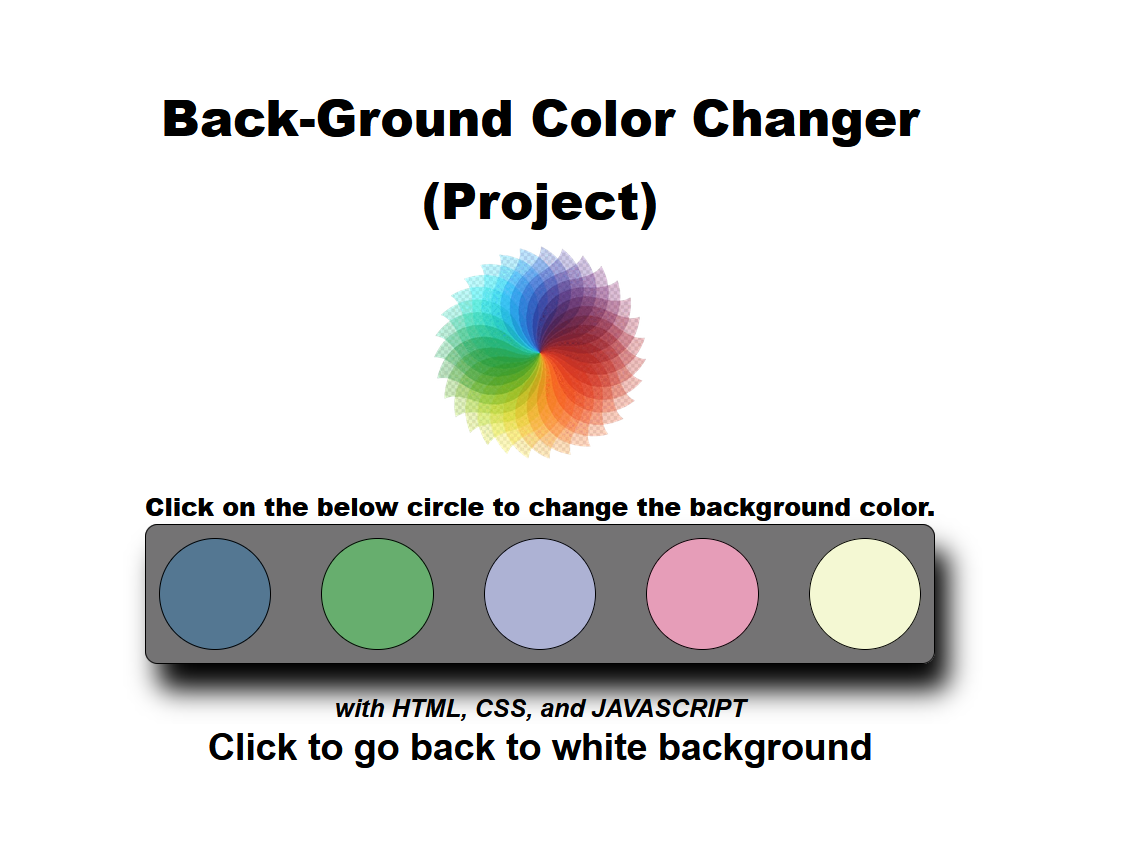 Back-Ground Color Changer
(Project)
Click on the below circle to change the background color.
with HTML, CSS, and JAVASCRIPT
Click to go back to white background